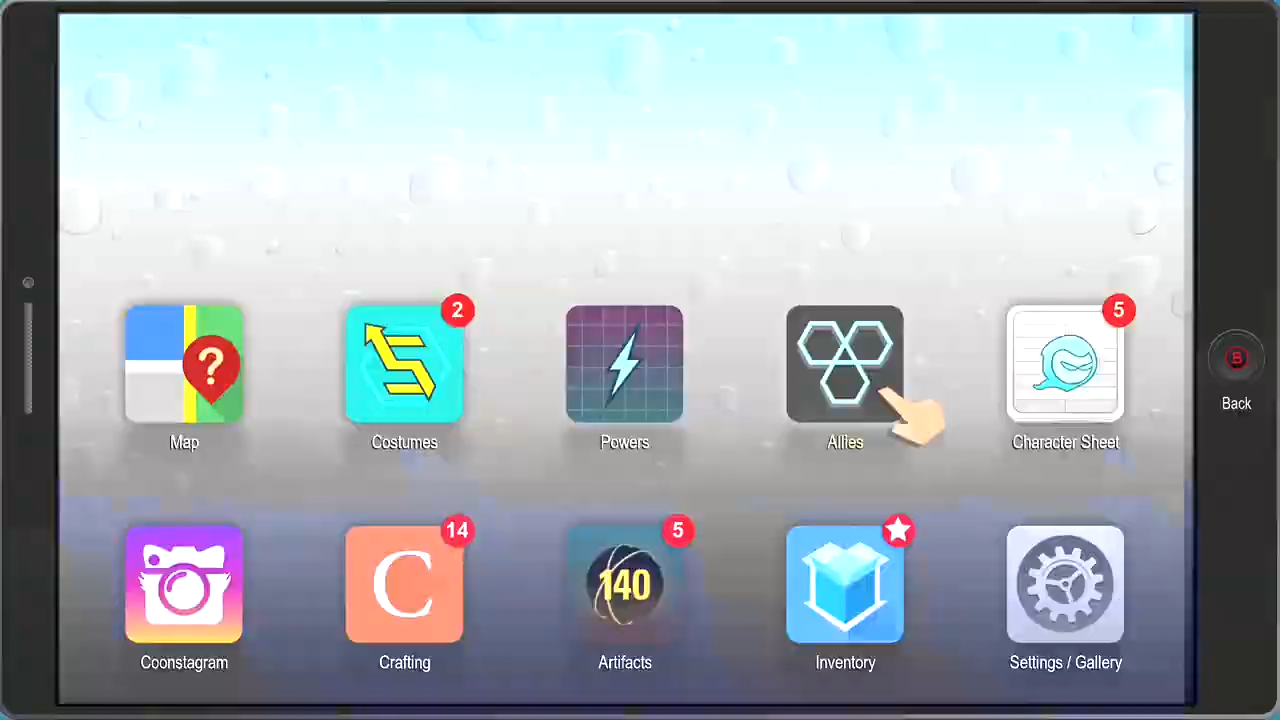 2
5
?
B
Back
Map
Costumes
Powers
Allies
Character Sheet
14
5
C
140
Coonstagram
Crafting
Artifacts
Inventory
Settings / Gallery